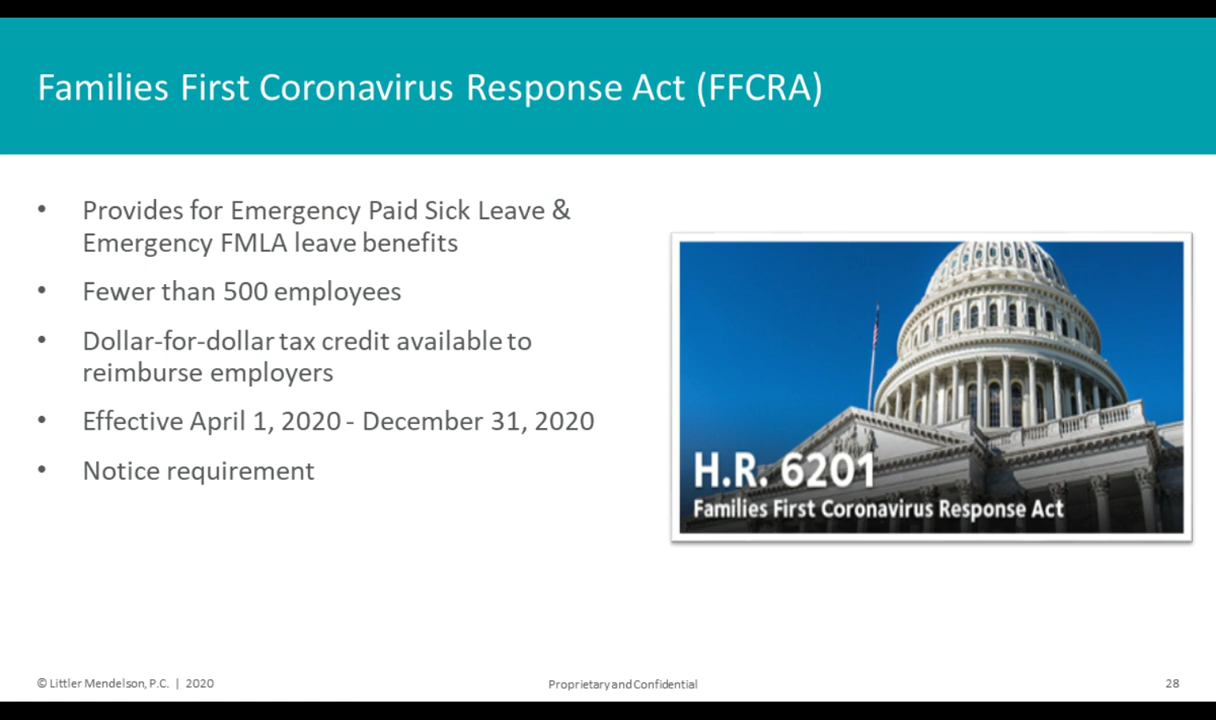 Families First Coronavirus Response Act (FFCRA)
• Provides for Emergency Paid Sick Leave &
Emergency FMLA leave benefits
• Fewer than 500 employees
• Dollar-for-dollar tax credit available to
reimburse employers
• Effective April 1, 2020 - December 31, 2020
• Notice requirement
H.R. 6201
Families First Coronavirus Response Act
© Littler Mendelson, P.C. | 2020
Proprietary and Confidential
28